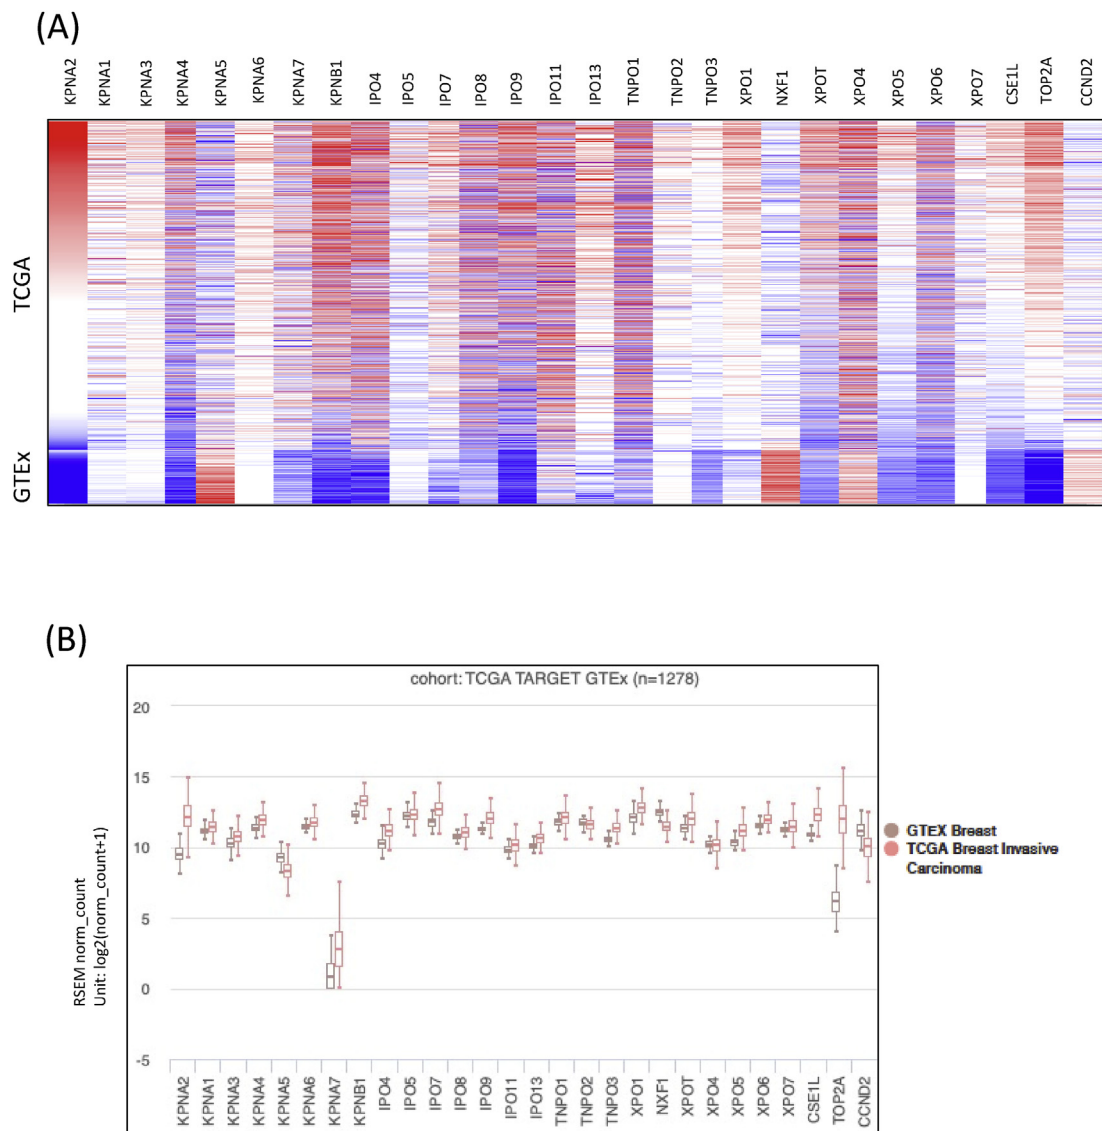 (A)
KPNA2 KPNA1 KPNA3 KPNA4 KPNA5 KPNA6 KPNA7 KPNB1 IPO4 IPO5 IPO7 IPO8 IPO9 IPO11 IPO13 TNPO1 TNPO2 TNPO3 XPO1 NXF1 XPOT XPO4 XPO5 XPO6 XPO7 CSE1L TOP2A CCND2
TCGA
GTEx
(B)
cohort: TCGA TARGET GTEx (n=1278)
20
15
10
5
0
-5
RSEM norm_count
Unit: log2(norm_count+1)
GTEX Breast
TCGA Breast Invasive
Carcinoma
KPNA2 KPNA1 KPNA3 KPNA4 KPNA5 KPNA6 KPNA7 KPNB1 IPO4 IPO5 IPO7 IPO8 IPO9 IPO11 IPO13 TNPO1 TNPO2 TNPO3 XPO1 NXF1 XPOT XPO4 XPO5 XPO6 XPO7 CSE1L TOP2A CCND2